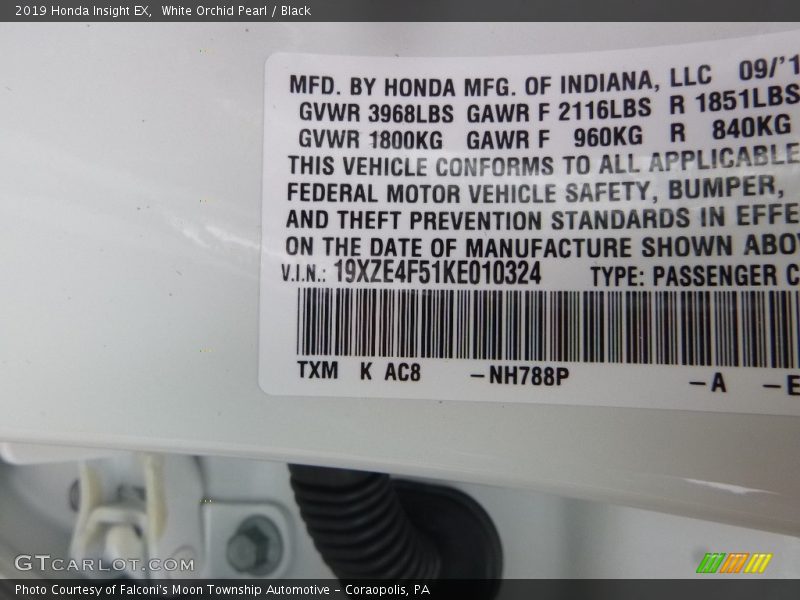 2019 Honda Insight EX, White Orchid Pearl / Black
MFD. BY HONDA MFG. OF INDIANA, LLC 09/'1
GVWR 3968LBS GAWR F 2116LBS R 1851LBS
GVWR 1800KG GAWR F 960KG R 840KG
THIS VEHICLE CONFORMS TO ALL APPLICABLE
FEDERAL MOTOR VEHICLE SAFETY, BUMPER,
AND THEFT PREVENTION STANDARDS IN EFFE
ON THE DATE OF MANUFACTURE SHOWN ABOV
V.I.N.: 19XZE4F51KE010324 TYPE: PASSENGER C
TXM K AC8 –NH788P –A –E
GTCARLOT.COM
Photo Courtesy of Falconi's Moon Township Automotive – Coraopolis, PA